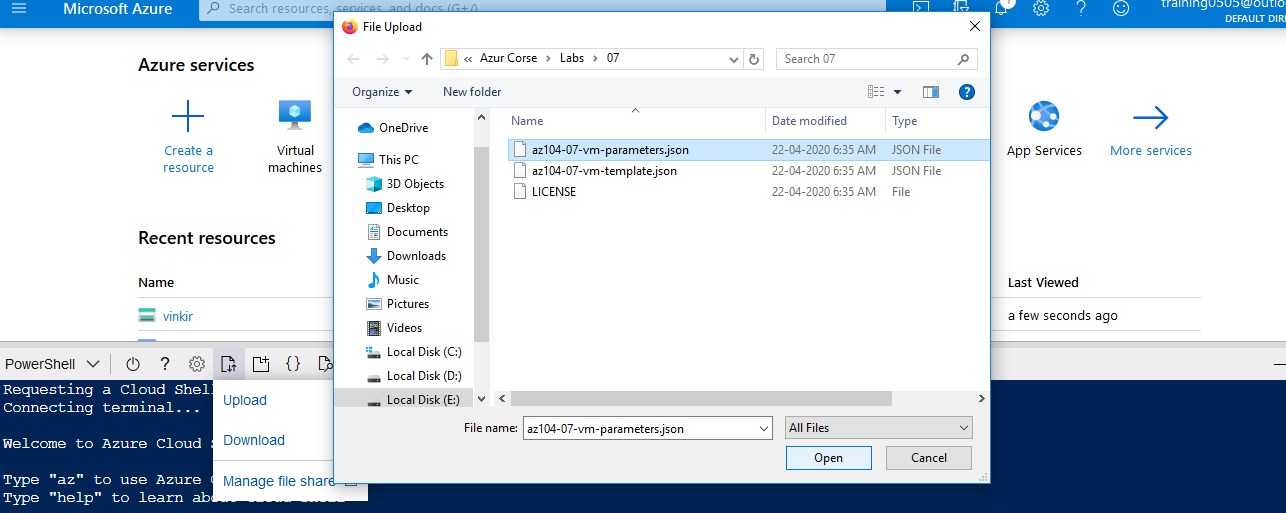 Microsoft Azure
Search resources, services, and docs (G+/)
training0505@outlo
DEFAULT DIRE
File Upload
« Azur Corse > Labs > 07
Search 07
Organize
New folder
OneDrive
This PC
3D Objects
Desktop
Documents
Downloads
Music
Pictures
Videos
Local Disk (C:)
Local Disk (D:)
Local Disk (E:)
Name
Date modified
Type
az104-07-vm-parameters.json
22-04-2020 6:35 AM
JSON File
az104-07-vm-template.json
22-04-2020 6:35 AM
JSON File
LICENSE
22-04-2020 6:35 AM
File
File name:
az104-07-vm-parameters.json
All Files
Open
Cancel
Azure services
Create a
resource
Virtual
machines
App Services
More services
Recent resources
Name
Last Viewed
vinkir
a few seconds ago
PowerShell
Upload
Download
Manage file share
Requesting a Cloud Shell
Connecting terminal...
Welcome to Azure Cloud
Type "az" to use Azure
Type "help" to learn about